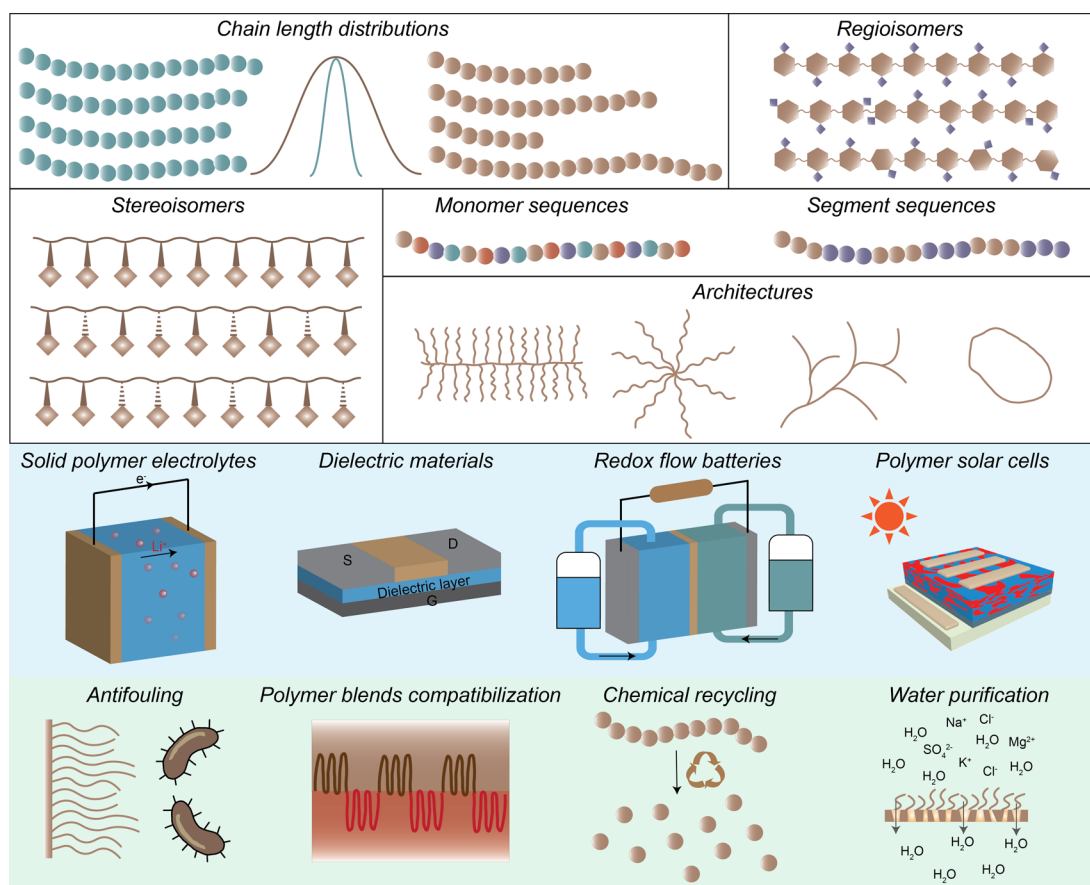 Chain length distributions
Regioisomers
Stereoisomers
Monomer sequences
Segment sequences
Architectures
Solid polymer electrolytes
Dielectric materials
Redox flow batteries
Polymer solar cells
e-
Li+
S
D
Dielectric layer
G
Antifouling
Polymer blends compatibilization
Chemical recycling
Water purification
Na+
Cl-
H2O
H2O
Mg2+
SO42-
H2O
K+
Cl-
H2O
H2O
H2O
H2O
H2O
H2O
H2O
H2O